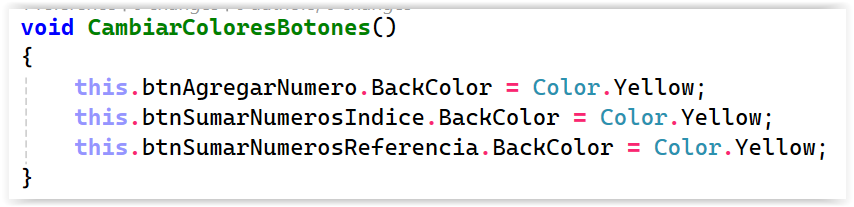 void CambiarColoresBotones()
{
this.btnAgregarNumero.BackColor = Color.Yellow;
this.btnSumarNumerosIndice.BackColor = Color.Yellow;
this.btnSumarNumerosReferencia.BackColor = Color.Yellow;
}